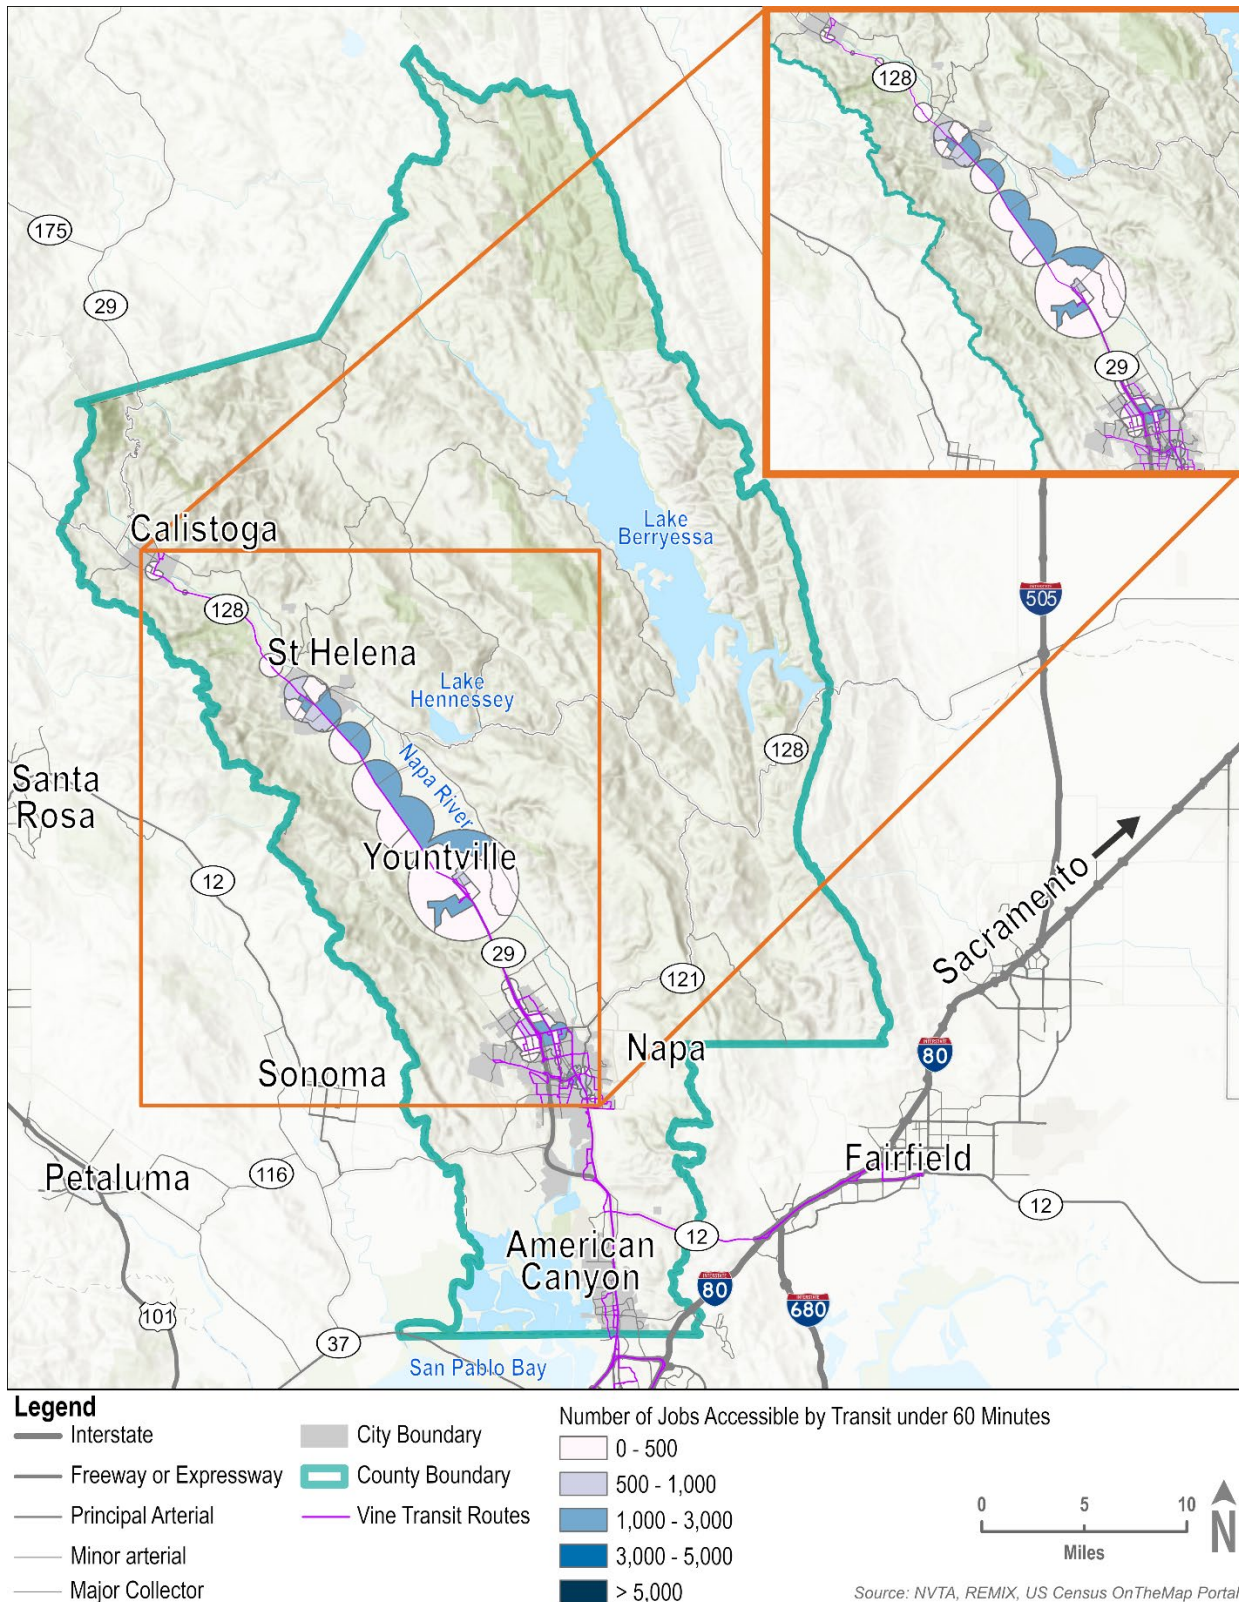 128
29
175
29
Calistoga
128
St Helena
Lake
Berryessa
Lake
Hennessey
INTERSTATE
505
Napa River
128
Santa
Rosa
Yountville
12
29
121
Sacramento
Napa
INTERSTATE
80
Sonoma
Petaluma
116
Fairfield
12
12
American
Canyon
INTERSTATE
80
INTERSTATE
680
101
37
San Pablo Bay
Legend
Interstate
Freeway or Expressway
Principal Arterial
Minor arterial
Major Collector
City Boundary
County Boundary
Vine Transit Routes
Number of Jobs Accessible by Transit under 60 Minutes
0 - 500
500 - 1,000
1,000 - 3,000
3,000 - 5,000
> 5,000
0 5 10
Miles
N
Source: NVTA, REMIX, US Census OnTheMap Portal